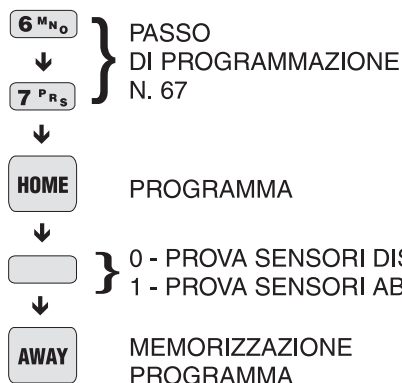 6 MNO
PASSO
DI PROGRAMMAZIONE
7 PRS
N. 67
HOME
PROGRAMMA
0 - PROVA SENSORI
1 - PROVA SENSORI
AWAY
MEMORIZZAZIONE
PROGRAMMA